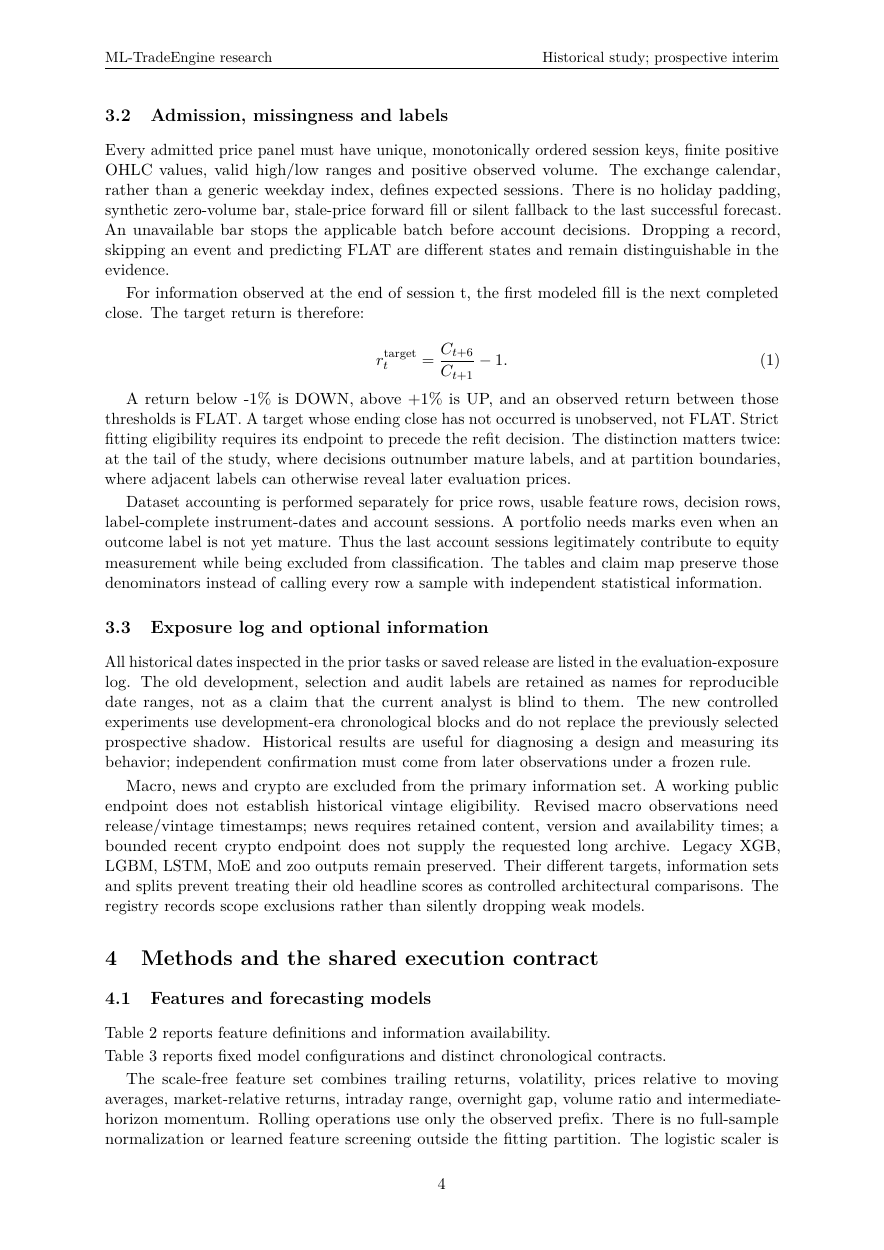 ML-TradeEngine research
Historical study; prospective interim
3.2 Admission, missingness and labels
Every admitted price panel must have unique, monotonically ordered session keys, finite positive
OHLC values, valid high/low ranges and positive observed volume. The exchange calendar,
rather than a generic weekday index, defines expected sessions. There is no holiday padding,
synthetic zero-volume bar, stale-price forward fill or silent fallback to the last successful forecast.
An unavailable bar stops the applicable batch before account decisions. Dropping a record,
skipping an event and predicting FLAT are different states and remain distinguishable in the
evidence.
For information observed at the end of session t, the first modeled fill is the next completed
close. The target return is therefore:
r_t^target = C_{t+6} / C_{t+1} − 1. (1)
A return below -1% is DOWN, above +1% is UP, and an observed return between those
thresholds is FLAT. A target whose ending close has not occurred is unobserved, not FLAT. Strict
fitting eligibility requires its endpoint to precede the refit decision. The distinction matters twice:
at the tail of the study, where decisions outnumber mature labels, and at partition boundaries,
where adjacent labels can otherwise reveal later evaluation prices.
Dataset accounting is performed separately for price rows, usable feature rows, decision rows,
label-complete instrument-dates and account sessions. A portfolio needs marks even when an
outcome label is not yet mature. Thus the last account sessions legitimately contribute to equity
measurement while being excluded from classification. The tables and claim map preserve those
denominators instead of calling every row a sample with independent statistical information.
3.3 Exposure log and optional information
All historical dates inspected in the prior tasks or saved release are listed in the evaluation-exposure
log. The old development, selection and audit labels are retained as names for reproducible
date ranges, not as a claim that the current analyst is blind to them. The new controlled
experiments use development-era chronological blocks and do not replace the previously selected
prospective shadow. Historical results are useful for diagnosing a design and measuring its
behavior; independent confirmation must come from later observations under a frozen rule.
Macro, news and crypto are excluded from the primary information set. A working public
endpoint does not establish historical vintage eligibility. Revised macro observations need
release/vintage timestamps; news requires retained content, version and availability times; a
bounded recent crypto endpoint does not supply the requested long archive. Legacy XGB,
LGBM, LSTM, MoE and zoo outputs remain preserved. Their different targets, information sets
and splits prevent treating their old headline scores as controlled architectural comparisons. The
registry records scope exclusions rather than silently dropping weak models.
4 Methods and the shared execution contract
4.1 Features and forecasting models
Table 2 reports feature definitions and information availability.
Table 3 reports fixed model configurations and distinct chronological contracts.
The scale-free feature set combines trailing returns, volatility, prices relative to moving
averages, market-relative returns, intraday range, overnight gap, volume ratio and intermediate-
horizon momentum. Rolling operations use only the observed prefix. There is no full-sample
normalization or learned feature screening outside the fitting partition. The logistic scaler is
4